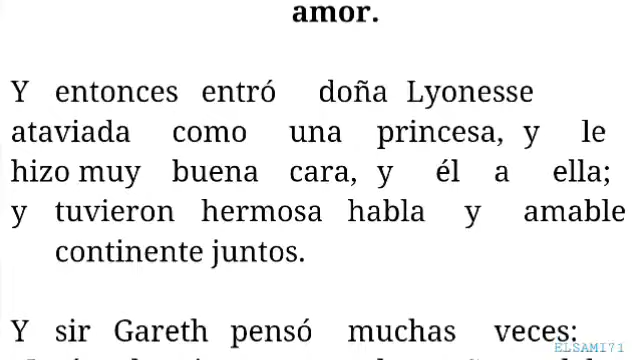 amor.
Y entonces entró doña Lyonesse
ataviada como una princesa, y le
hizo muy buena cara, y él a ella;
y tuvieron hermosa habla y amable
continente juntos.
Y sir Gareth pensó muchas veces:
ELSAMI71